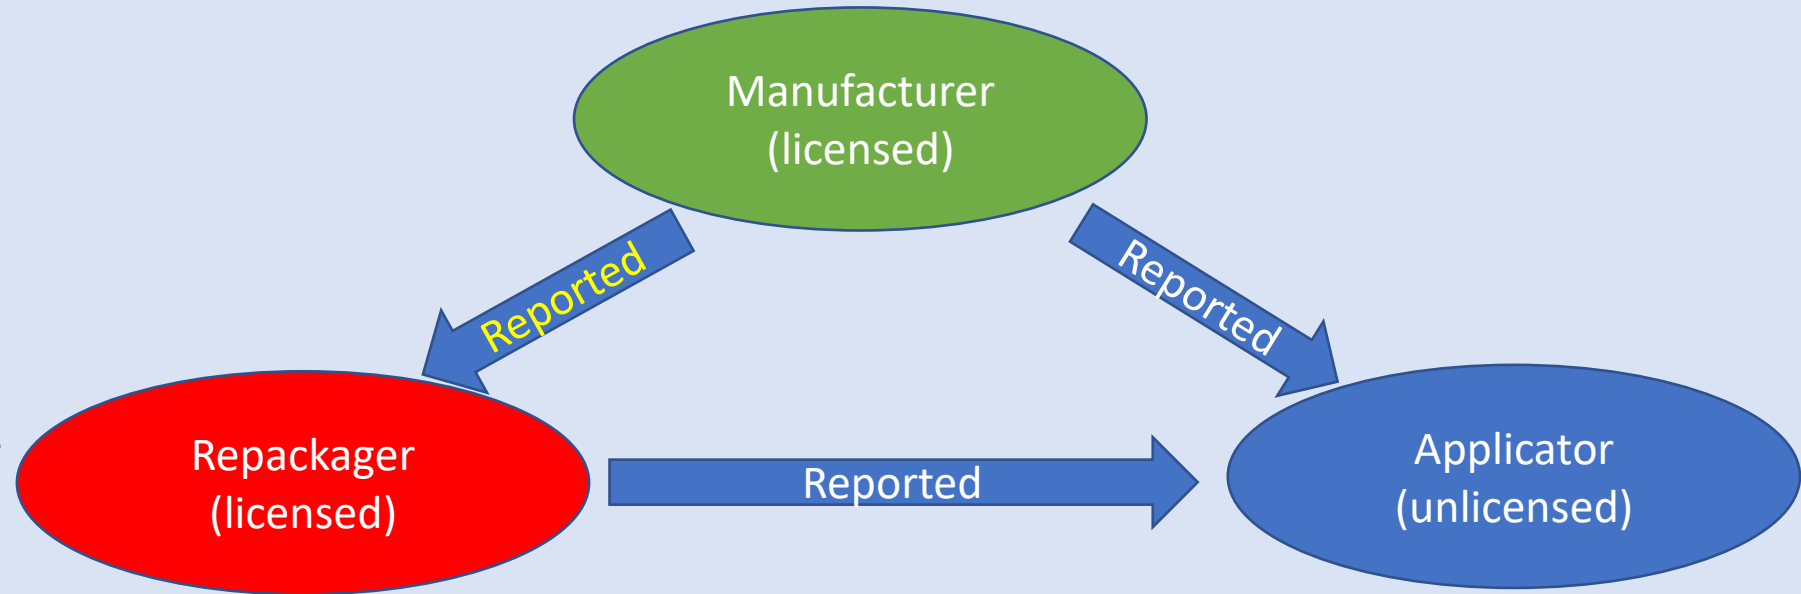 Manufacturer
(licensed)
Reported
Reported
Repackager
(licensed)
Reported
Applicator
(unlicensed)